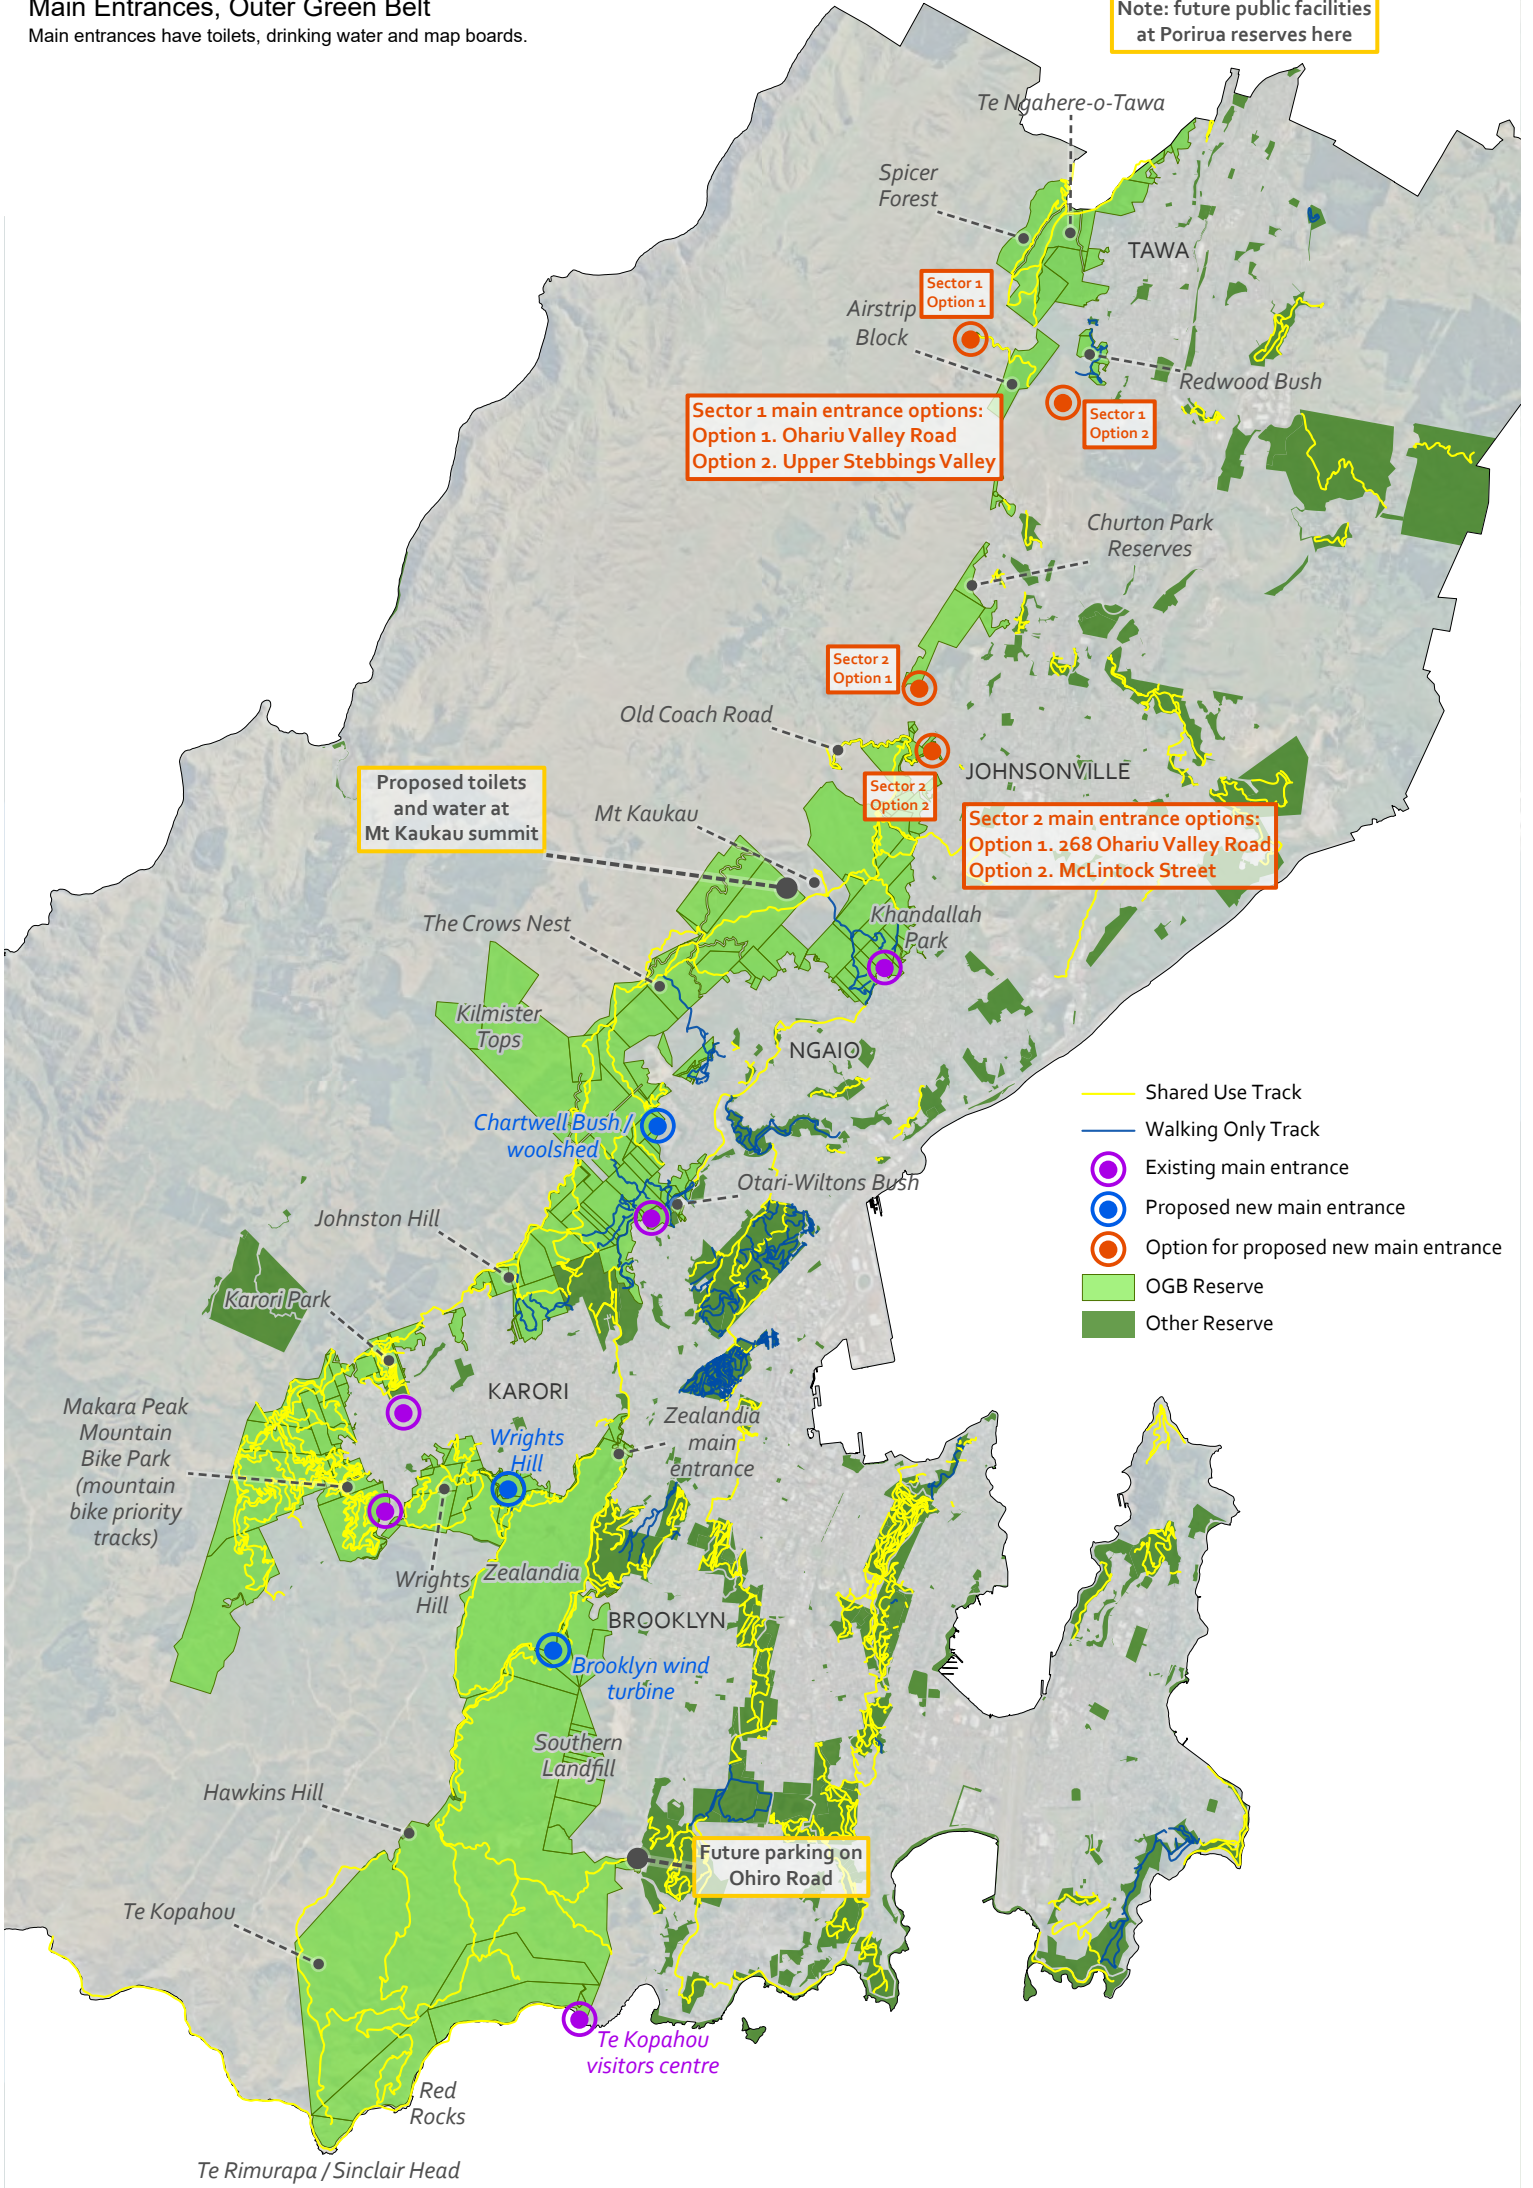 Main Entrances, Outer Green Belt
Main entrances have toilets, drinking water and map boards.
Note: future public facilities
at Porirua reserves here
Te Ngahere-o-Tawa
Spicer
Forest
TAWA
Sector 1
Option 1
Airstrip
Block
Redwood Bush
Sector 1 main entrance options:
Option 1. Ohariu Valley Road
Option 2. Upper Stebbings Valley
Sector 1
Option 2
Churton Park
Reserves
Sector 2
Option 1
Old Coach Road
JOHNSONVILLE
Sector 2
Option 2
Proposed toilets
and water at
Mt Kaukau summit
Mt Kaukau
Sector 2 main entrance options:
Option 1. 268 Ohariu Valley Road
Option 2. McLintock Street
The Crows Nest
Khandallah
Park
Kilmister
Tops
NGAIO
Shared Use Track
Walking Only Track
Existing main entrance
Proposed new main entrance
Option for proposed new main entrance
OGB Reserve
Other Reserve
Chartwell Bush /
woolshed
Otari-Wiltons Bush
Johnston Hill
Karori Park
KARORI
Makara Peak
Mountain
Bike Park
(mountain
bike priority
tracks)
Wrights
Hill
Zealandia
main
entrance
Wrights
Hill
Zealandia
BROOKLYN
Brooklyn wind
turbine
Southern
Landfill
Hawkins Hill
Future parking on
Ohiro Road
Te Kopahou
Te Kopahou
visitors centre
Red
Rocks
Te Rimurapa / Sinclair Head